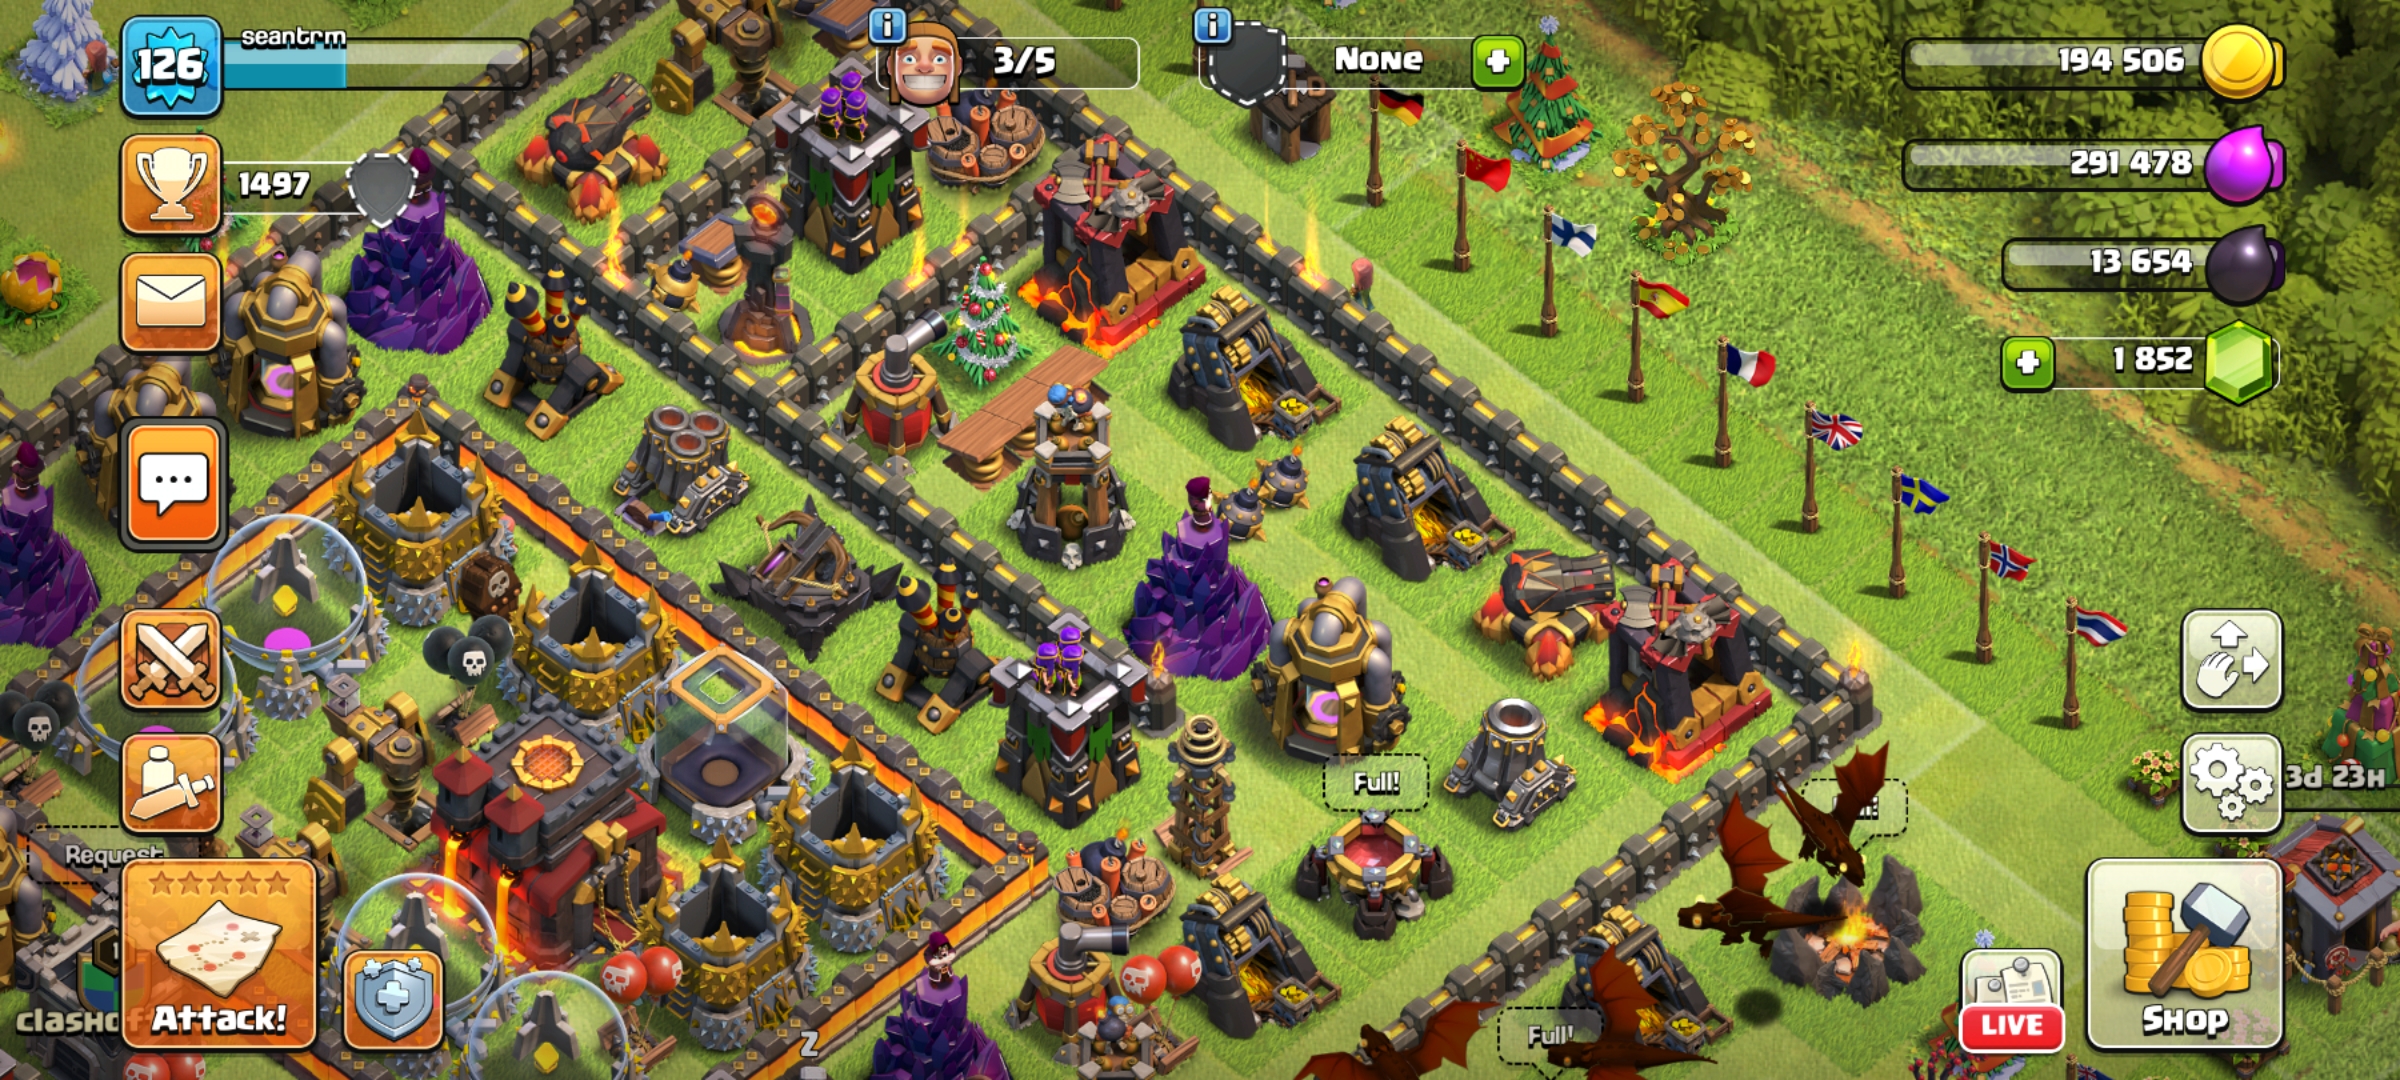 126
seantrm
3/5
None
194 506
1497
291 478
13 654
1 852
Full!
3d 23H
Request
Attack!
LIVE
Shop
Full!
Z